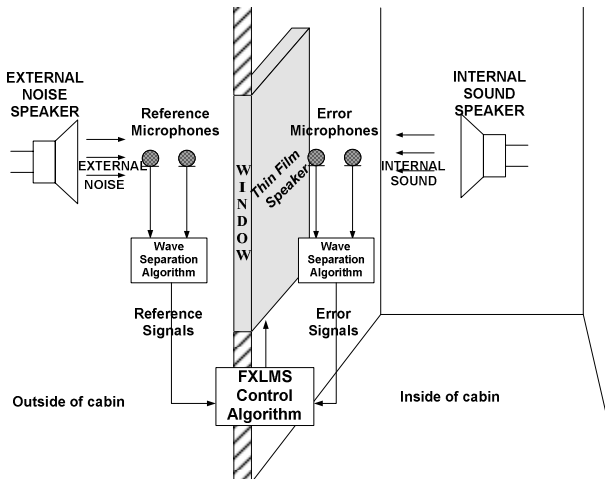 EXTERNAL
NOISE
SPEAKER
Reference
Microphones
EXTERNAL
NOISE
Wave
Separation
Algorithm
Reference
Signals
Outside of cabin
WINDOW
Thin Film
Speaker
Error
Microphones
Wave
Separation
Algorithm
Error
Signals
FXLMS
Control
Algorithm
INTERNAL
SOUND
SPEAKER
INTERNAL
SOUND
Inside of cabin